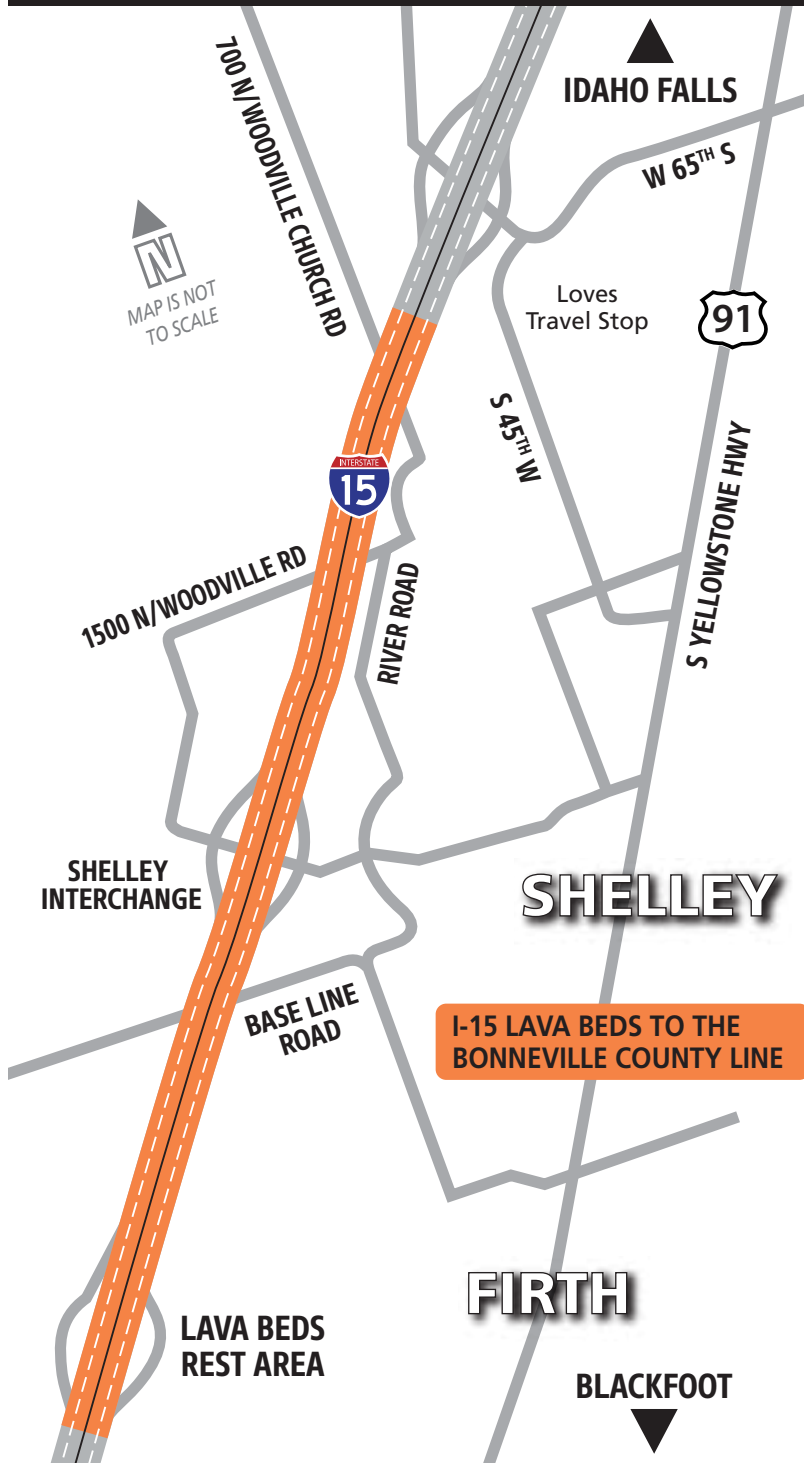 IDAHO FALLS
700 N/WOODVILLE CHURCH RD
W 65TH S
N
MAP IS NOT
TO SCALE
Loves
Travel Stop
91
S 45TH W
INTERSTATE
15
S YELLOWSTONE HWY
1500 N/WOODVILLE RD
RIVER ROAD
SHELLEY
INTERCHANGE
SHELLEY
BASE LINE
ROAD
I-15 LAVA BEDS TO THE
BONNEVILLE COUNTY LINE
FIRTH
LAVA BEDS
REST AREA
BLACKFOOT